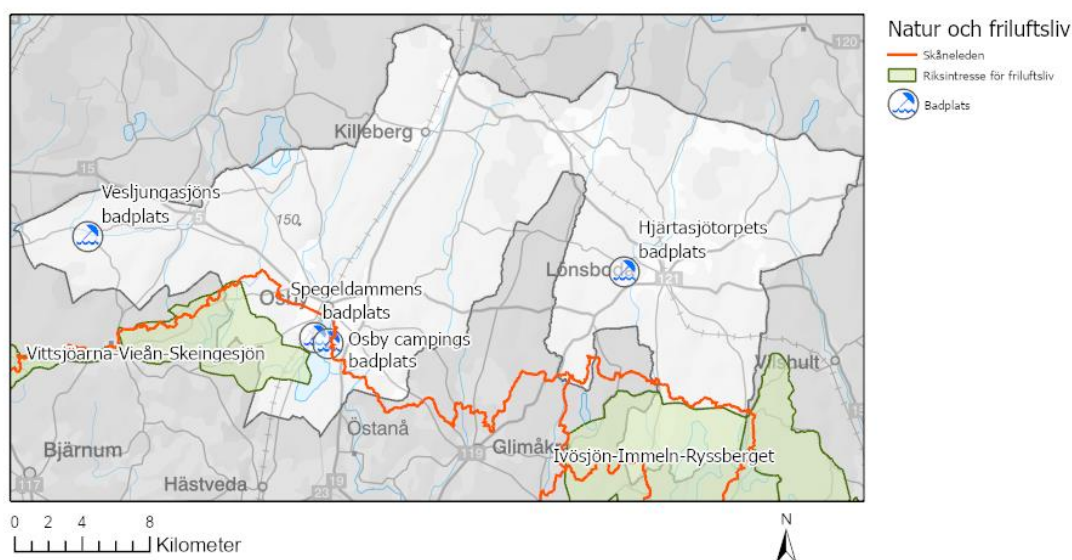 Natur och friluftsliv
Skåneleden
Riksintresse för friluftsliv
Badplats
120
Killeberg
15
Vesljungasjöns
badplats
150
Hjärtasjötorpets
badplats
Lönsboda
121
Spegeldammens
badplats
Osby campings
badplats
Vittsjöarna-Vieån-Skeingesjön
Vilshult
Östanå
Glimåkra
119
Bjärnum
Ivösjön-Immeln-Ryssberget
117
Hästveda
19
23
15
0 2 4 8
Kilometer
N